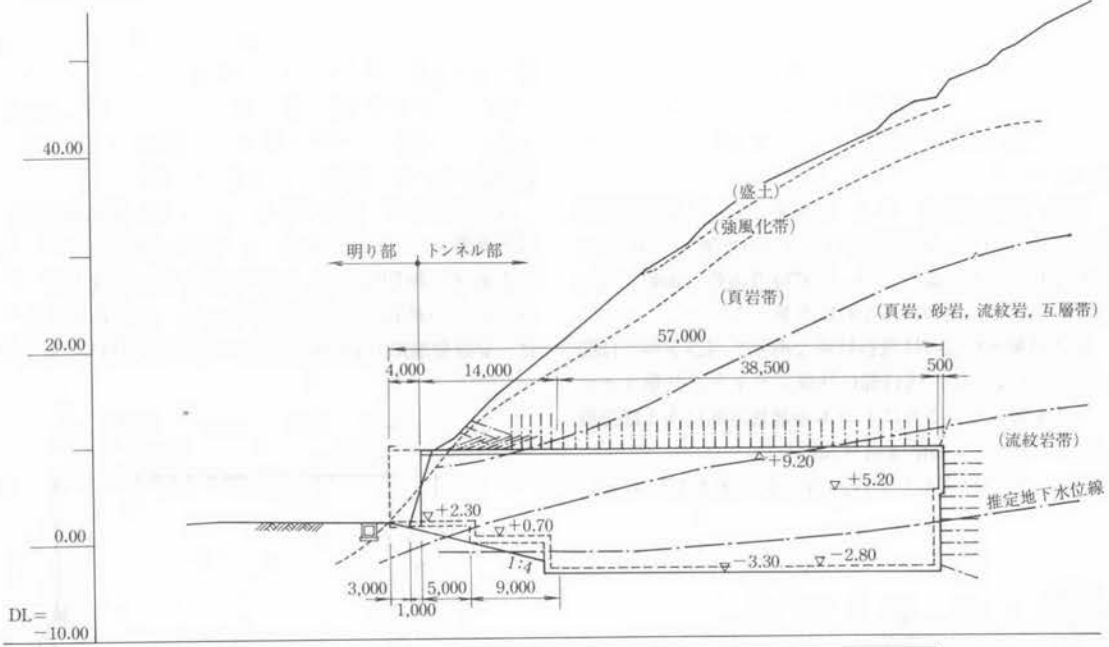 40.00
(盛土)
(強風化帯)
明り部 トンネル部
(頁岩帯)
(頁岩, 砂岩, 流紋岩, 互層帯)
57,000
20.00
4,000 14,000 38,500 500
(流紋岩帯)
+9.20
+5.20
推定地下水位線
+2.30
+0.70
0.00
1:4
-3.30 -2.80
3,000 5,000 9,000
1,000
DL=
-10.00